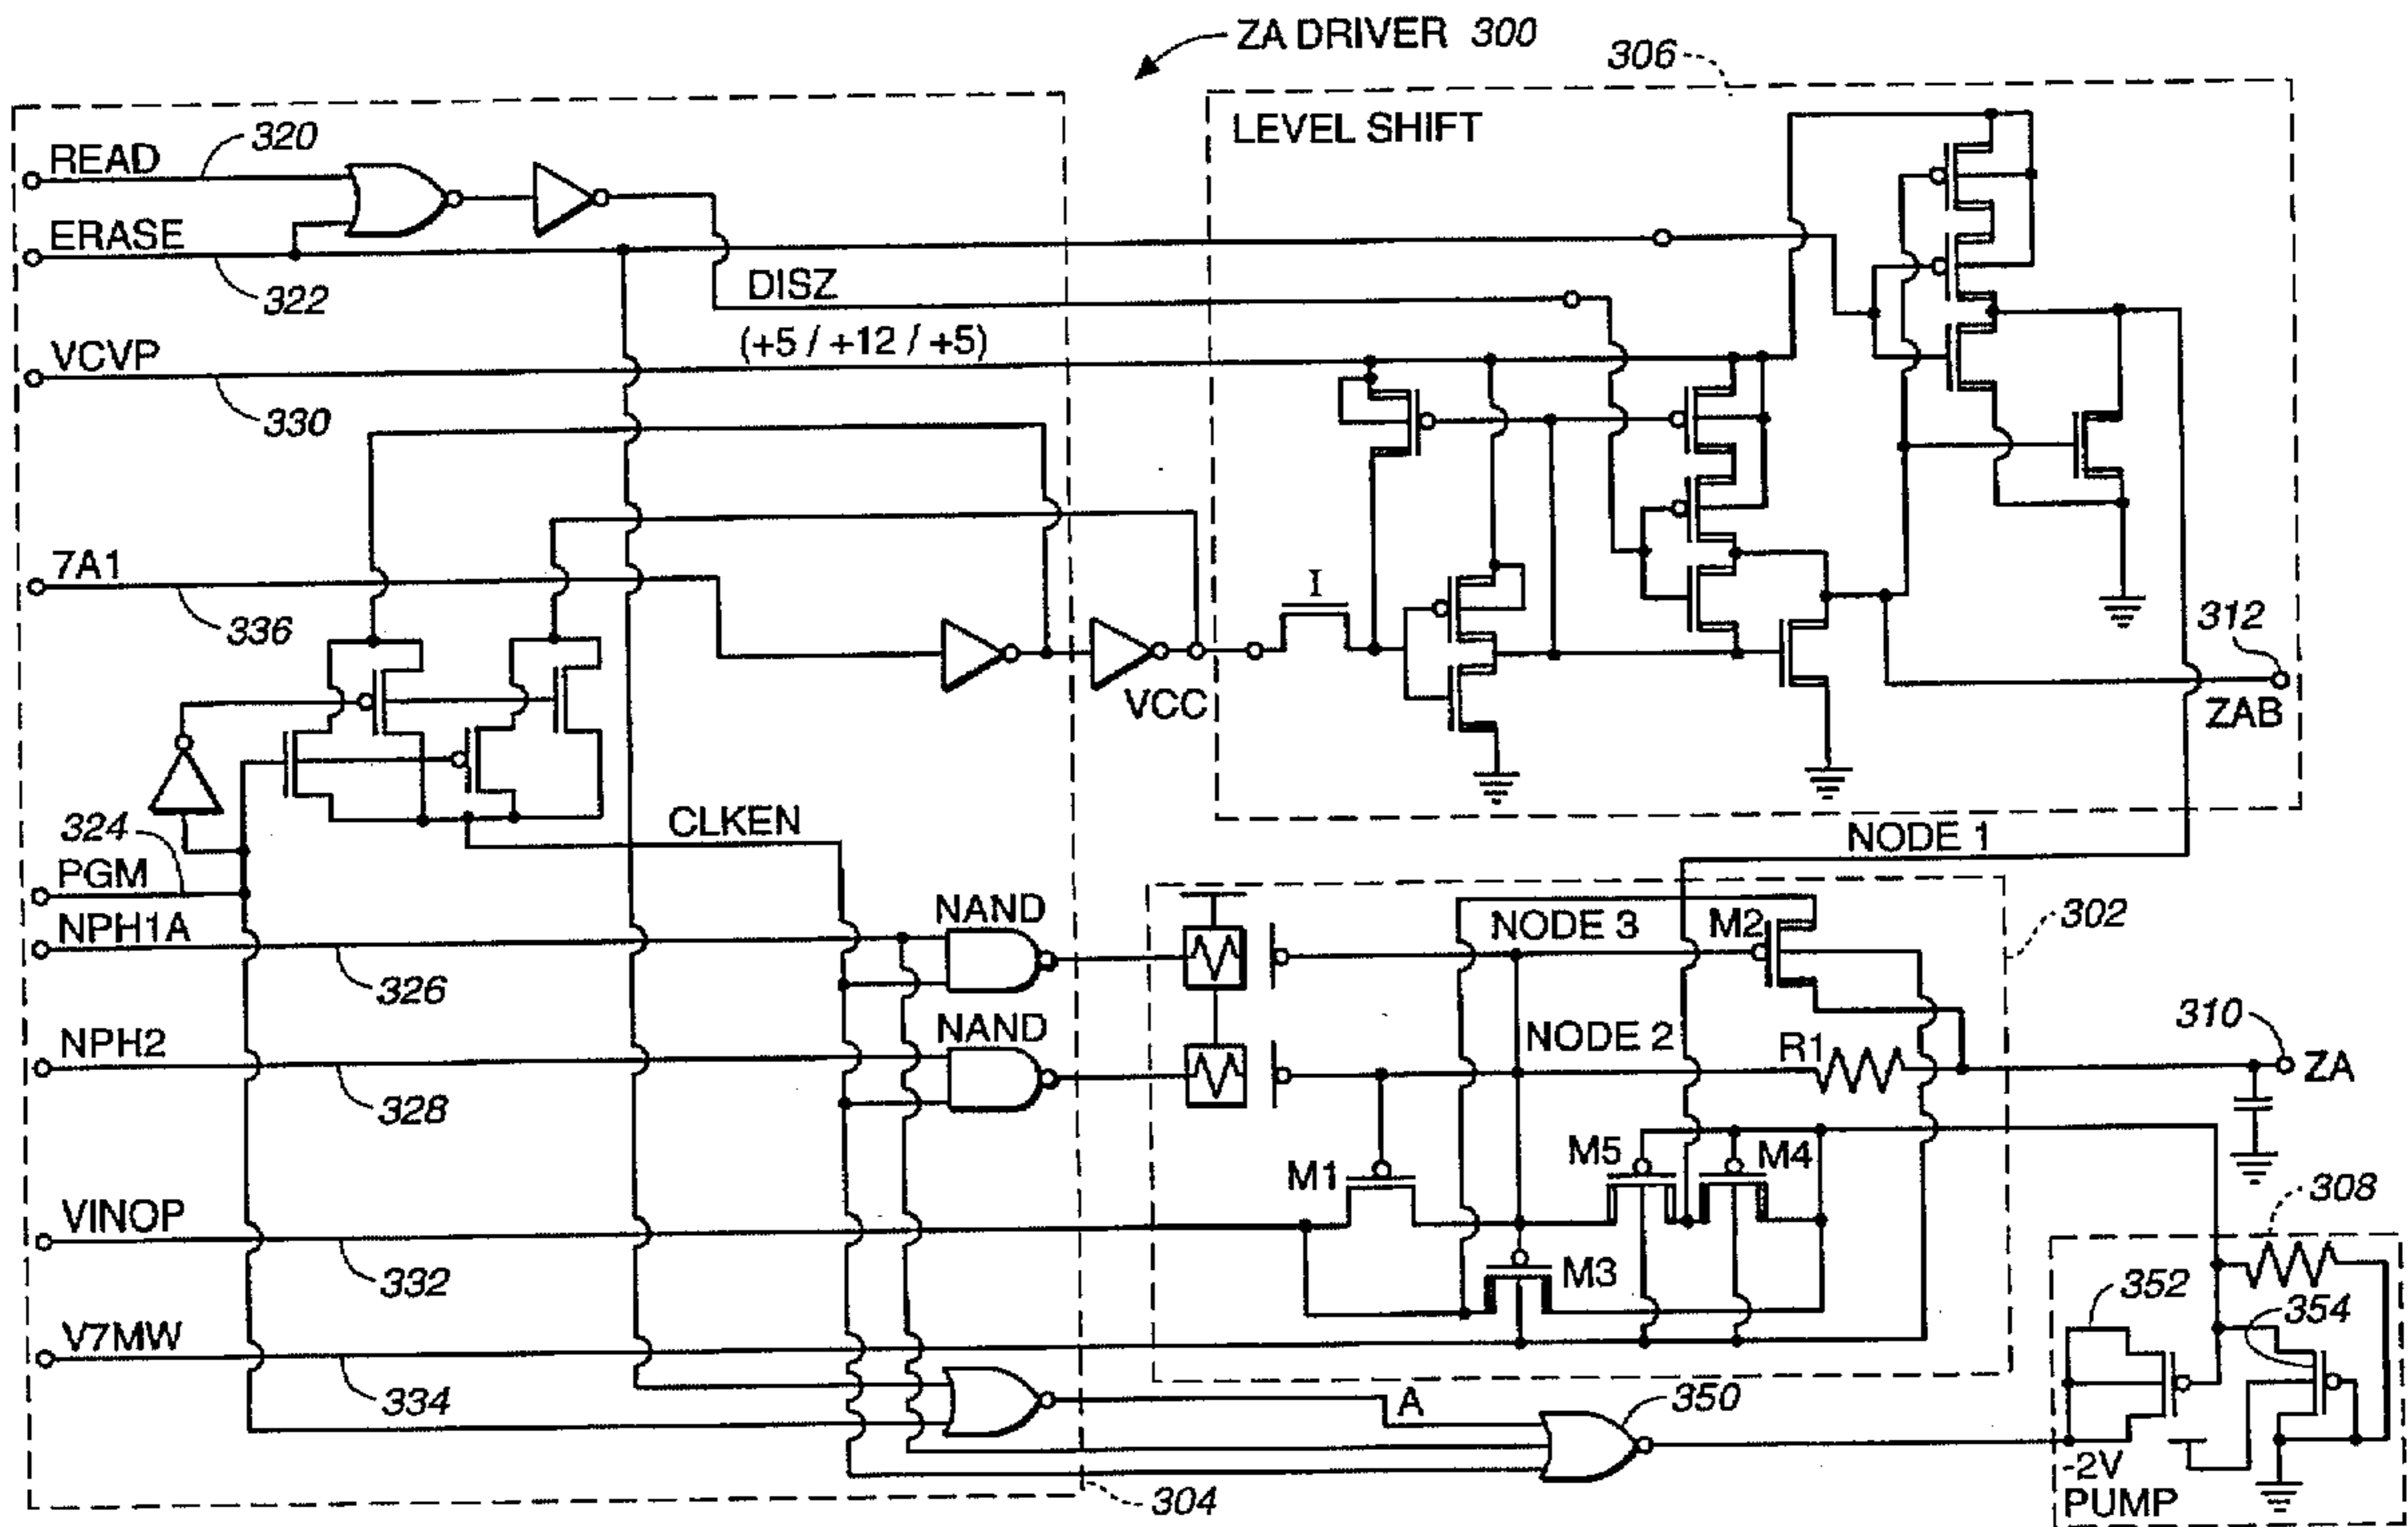 ZA DRIVER 300
306
LEVEL SHIFT
READ
320
ERASE
322
DISZ
(+5 / +12 / +5)
VCVP
330
7A1
336
I
VCC
312
ZAB
CLKEN
324
PGM
NODE 1
NPH1A
326
NAND
NODE 3
M2
302
NPH2
328
NAND
NODE 2
R1
310
ZA
M1
M5
M4
VINOP
332
M3
308
352
354
V7MW
334
A
350
-2V
PUMP
304